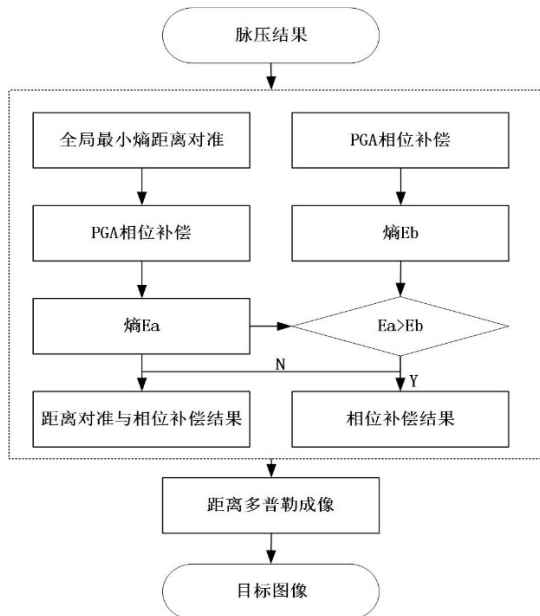 脉压结果
全局最小熵距离对准
PGA相位补偿
PGA相位补偿
熵Eb
熵Ea
Ea>Eb
N
Y
距离对准与相位补偿结果
相位补偿结果
距离多普勒成像
目标图像